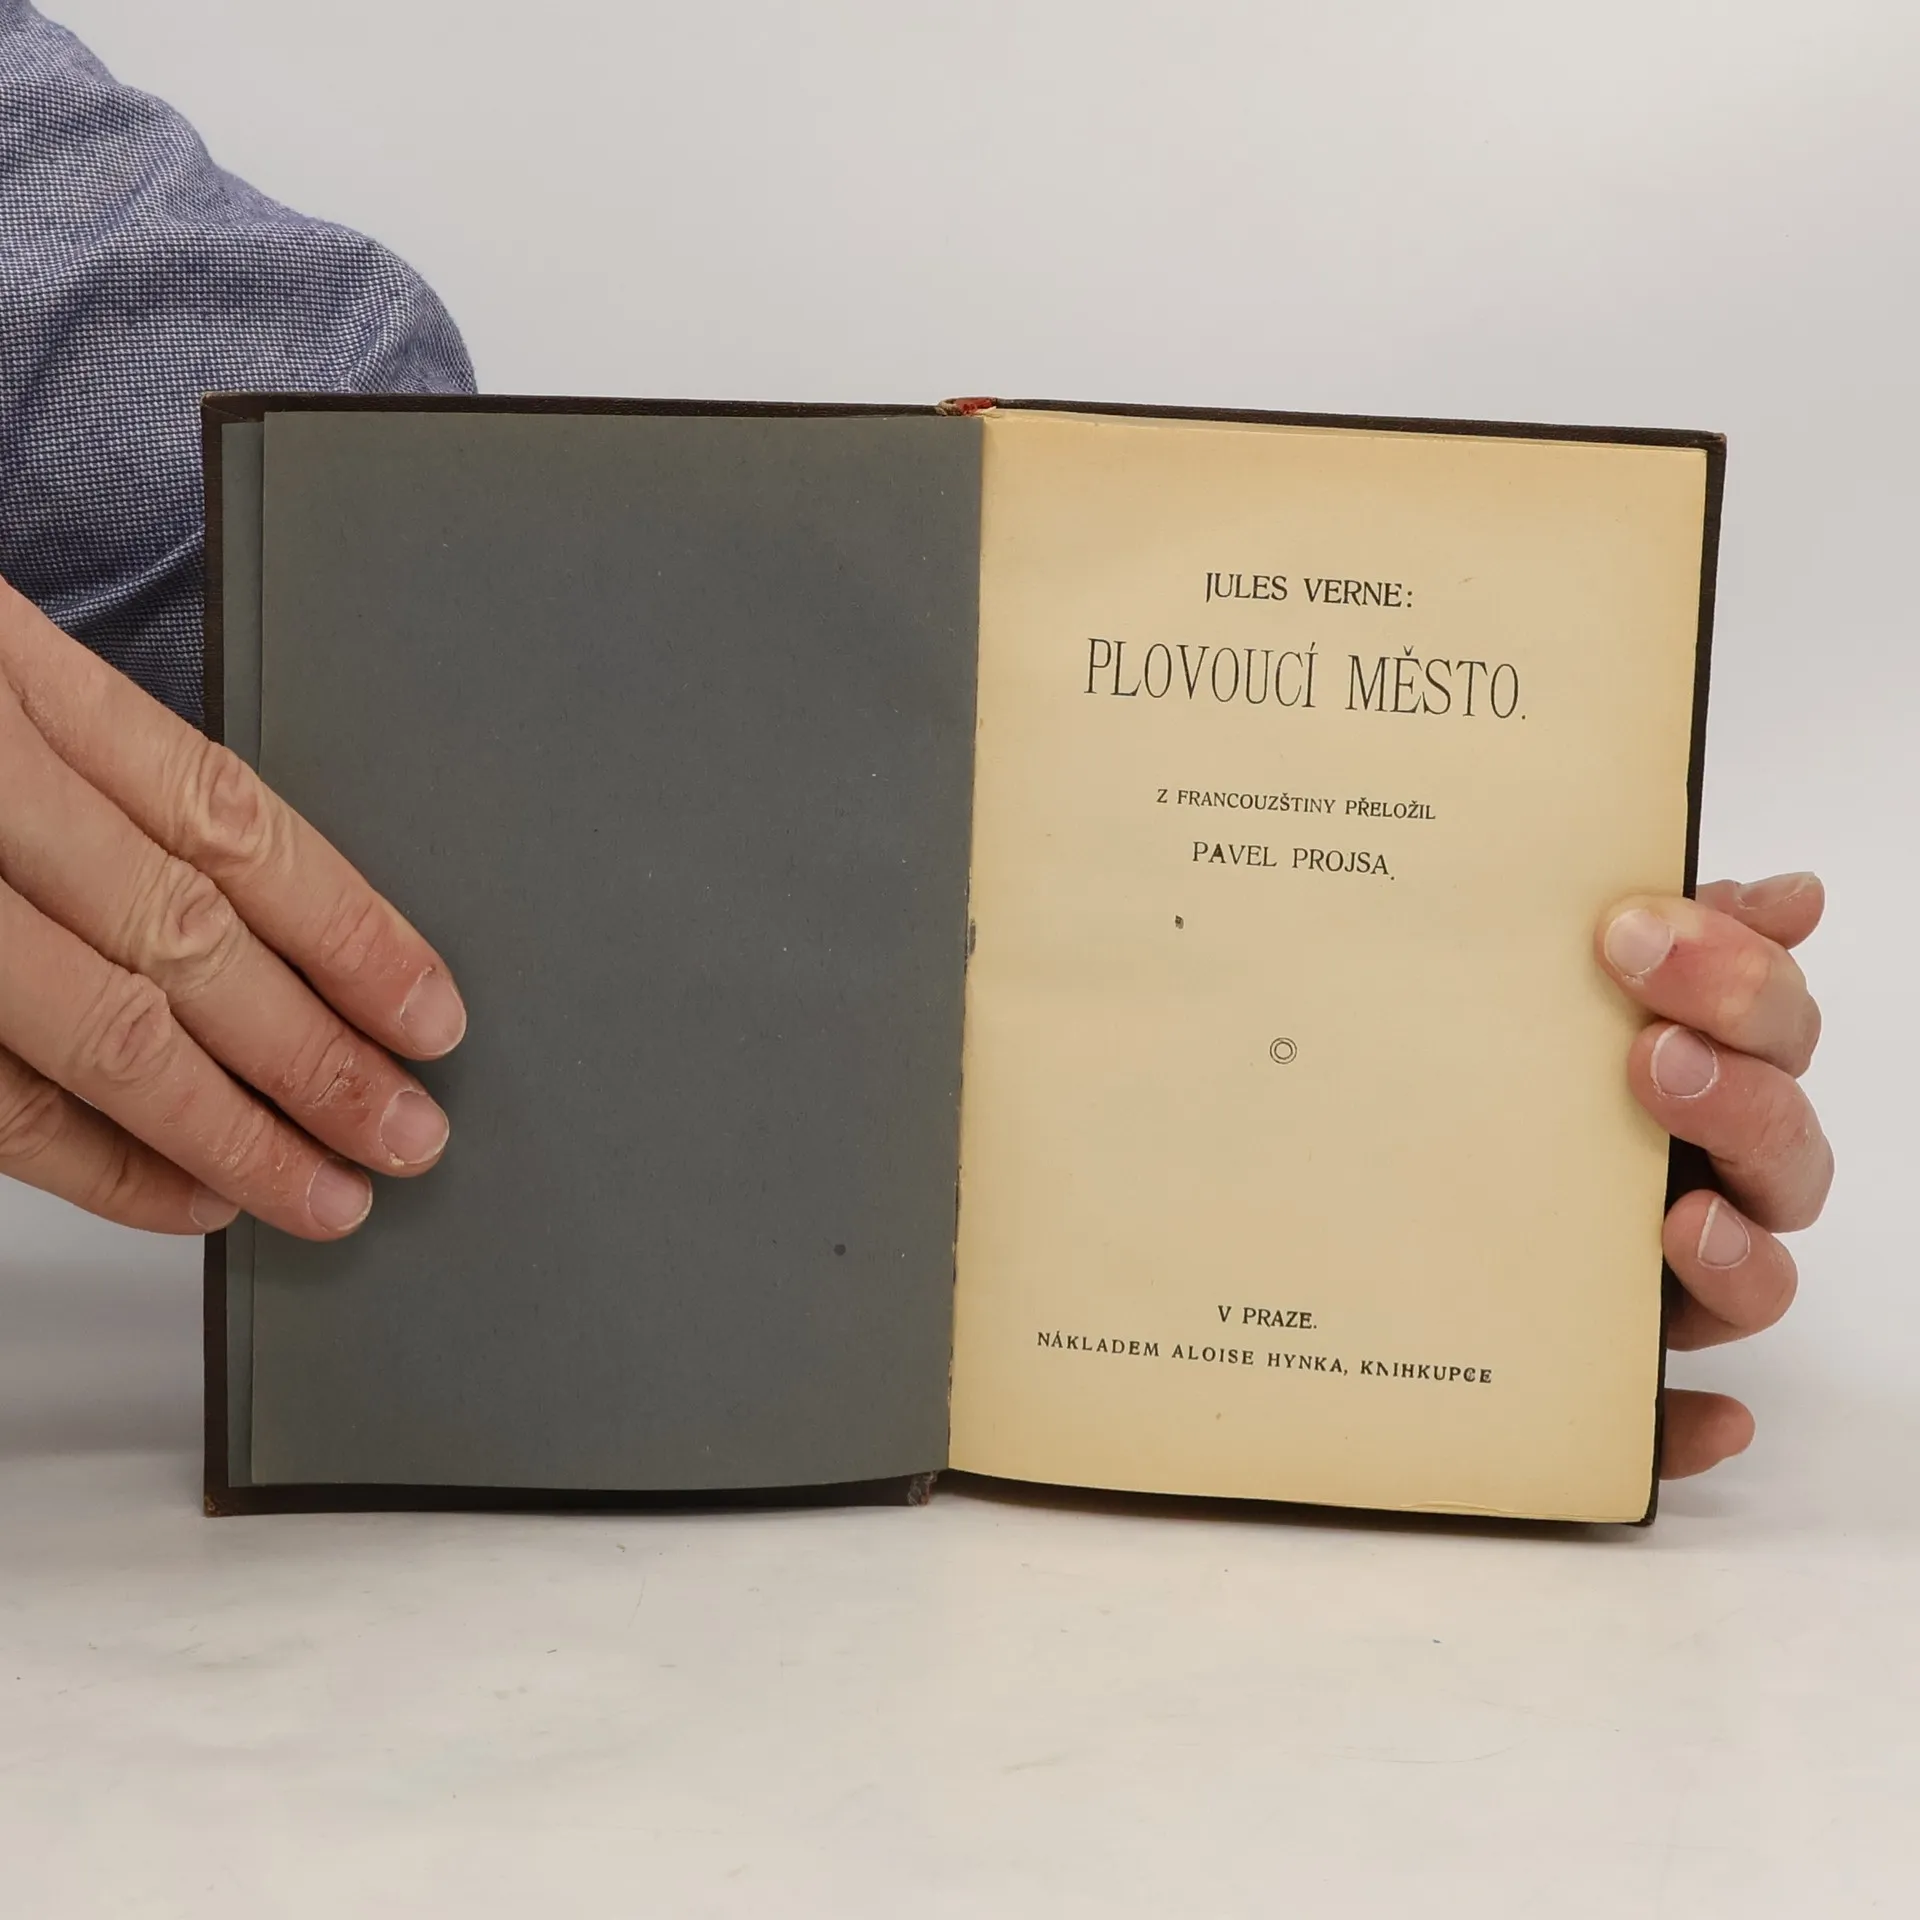 JULES VERNE:
PLOVOUCÍ MĚSTO.
Z FRANCOUZŠTINY PŘELOŽIL
PAVEL PROJSA.
V PRAZE.
NÁKLADEM ALOISE HYNKA, KNIHKUPCE